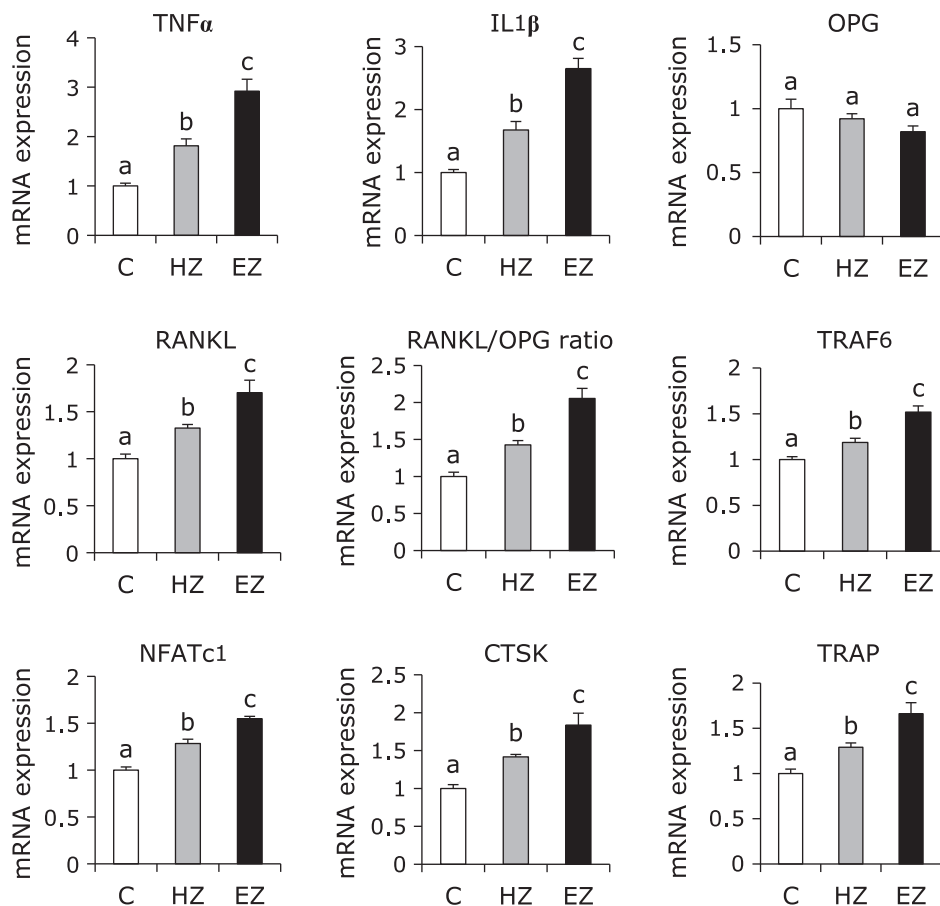 TNFα
mRNA expression
4
3
2
1
0
a
b
c
C HZ EZ
IL1β
mRNA expression
3
2
1
0
a
b
c
C HZ EZ
OPG
mRNA expression
1.5
1
0.5
0
a
a
a
C HZ EZ
RANKL
mRNA expression
2
1.5
1
0.5
0
a
b
c
C HZ EZ
RANKL/OPG ratio
mRNA expression
2.5
2
1.5
1
0.5
0
a
b
c
C HZ EZ
TRAF6
mRNA expression
2
1.5
1
0.5
0
a
b
c
C HZ EZ
NFATc1
mRNA expression
2
1.5
1
0.5
0
a
b
c
C HZ EZ
CTSK
mRNA expression
2.5
2
1.5
1
0.5
0
a
b
c
C HZ EZ
TRAP
mRNA expression
2
1.5
1
0.5
0
a
b
c
C HZ EZ